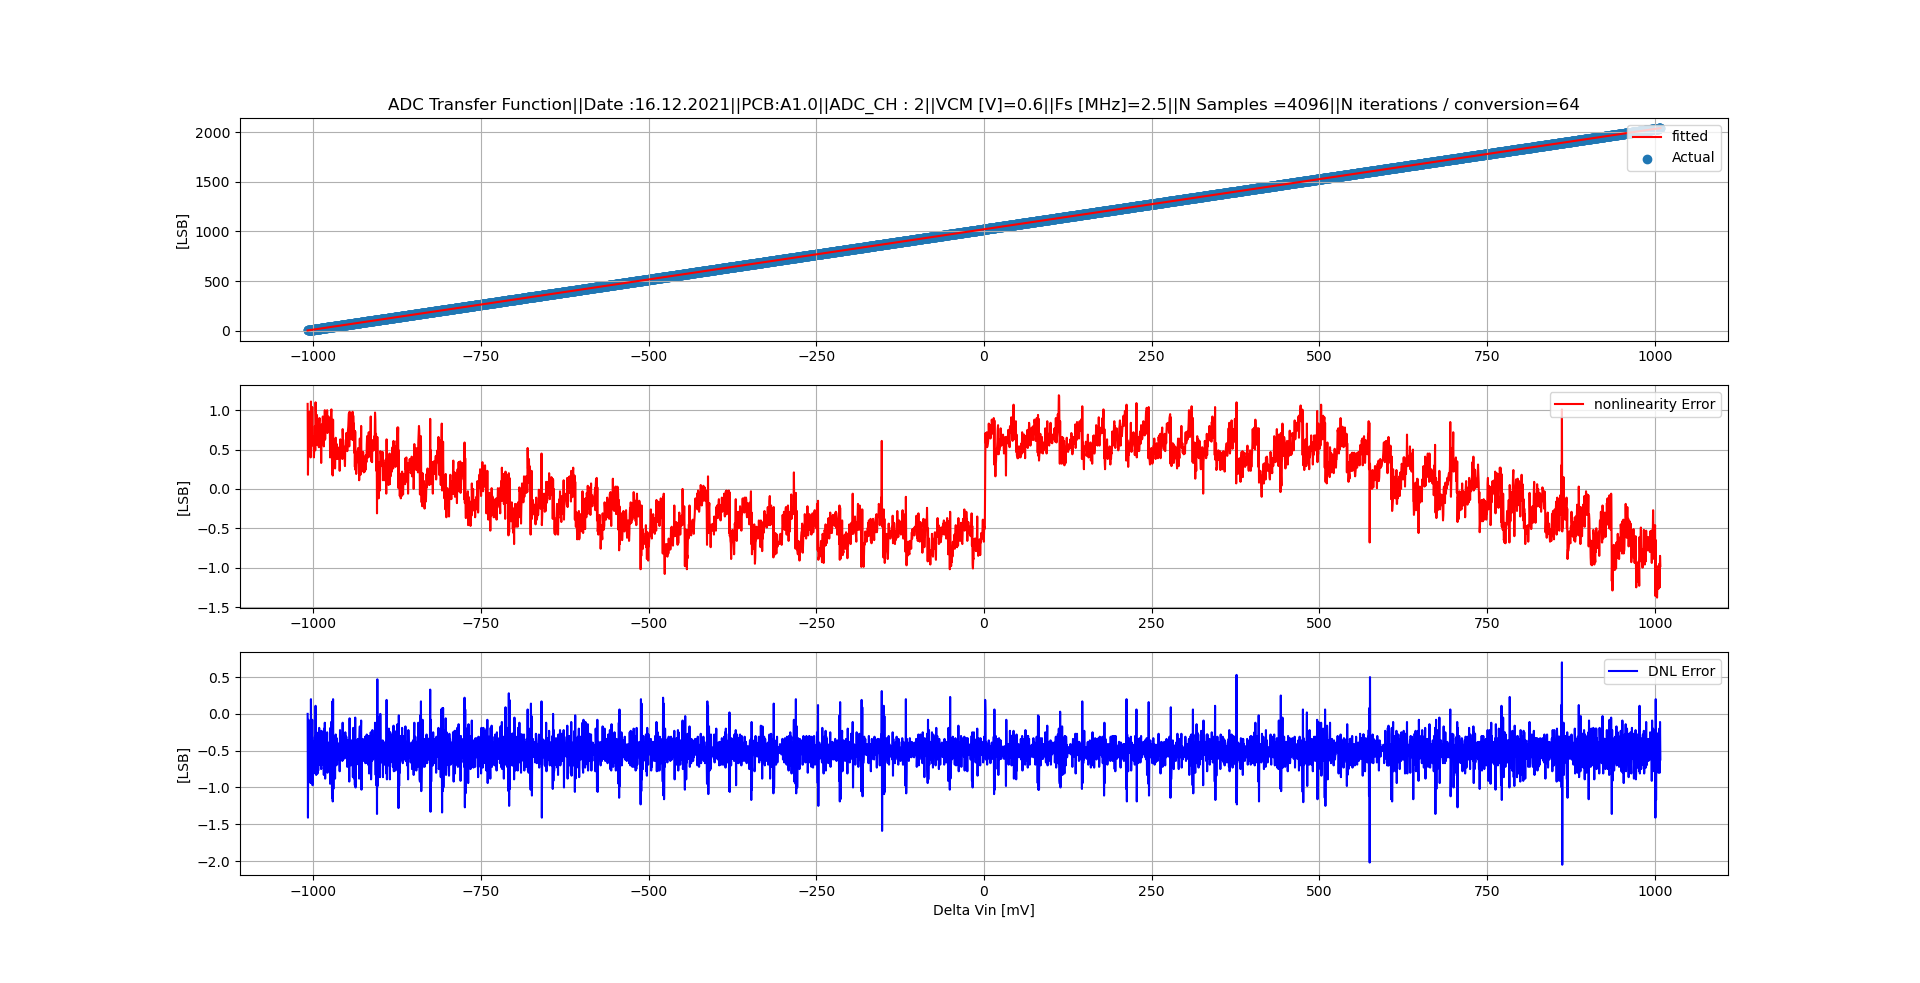 ADC Transfer Function||Date :16.12.2021||PCB:A1.0||ADC_CH : 2||VCM [V]=0.6||Fs [MHz]=2.5||N Samples =4096||N iterations / conversion=64
2000
1500
1000
500
0
[LSB]
fitted
Actual
−1000 −750 −500 −250 0 250 500 750 1000
1.0
0.5
0.0
−0.5
−1.0
−1.5
[LSB]
nonlinearity Error
−1000 −750 −500 −250 0 250 500 750 1000
0.5
0.0
−0.5
−1.0
−1.5
−2.0
[LSB]
DNL Error
−1000 −750 −500 −250 0 250 500 750 1000
Delta Vin [mV]